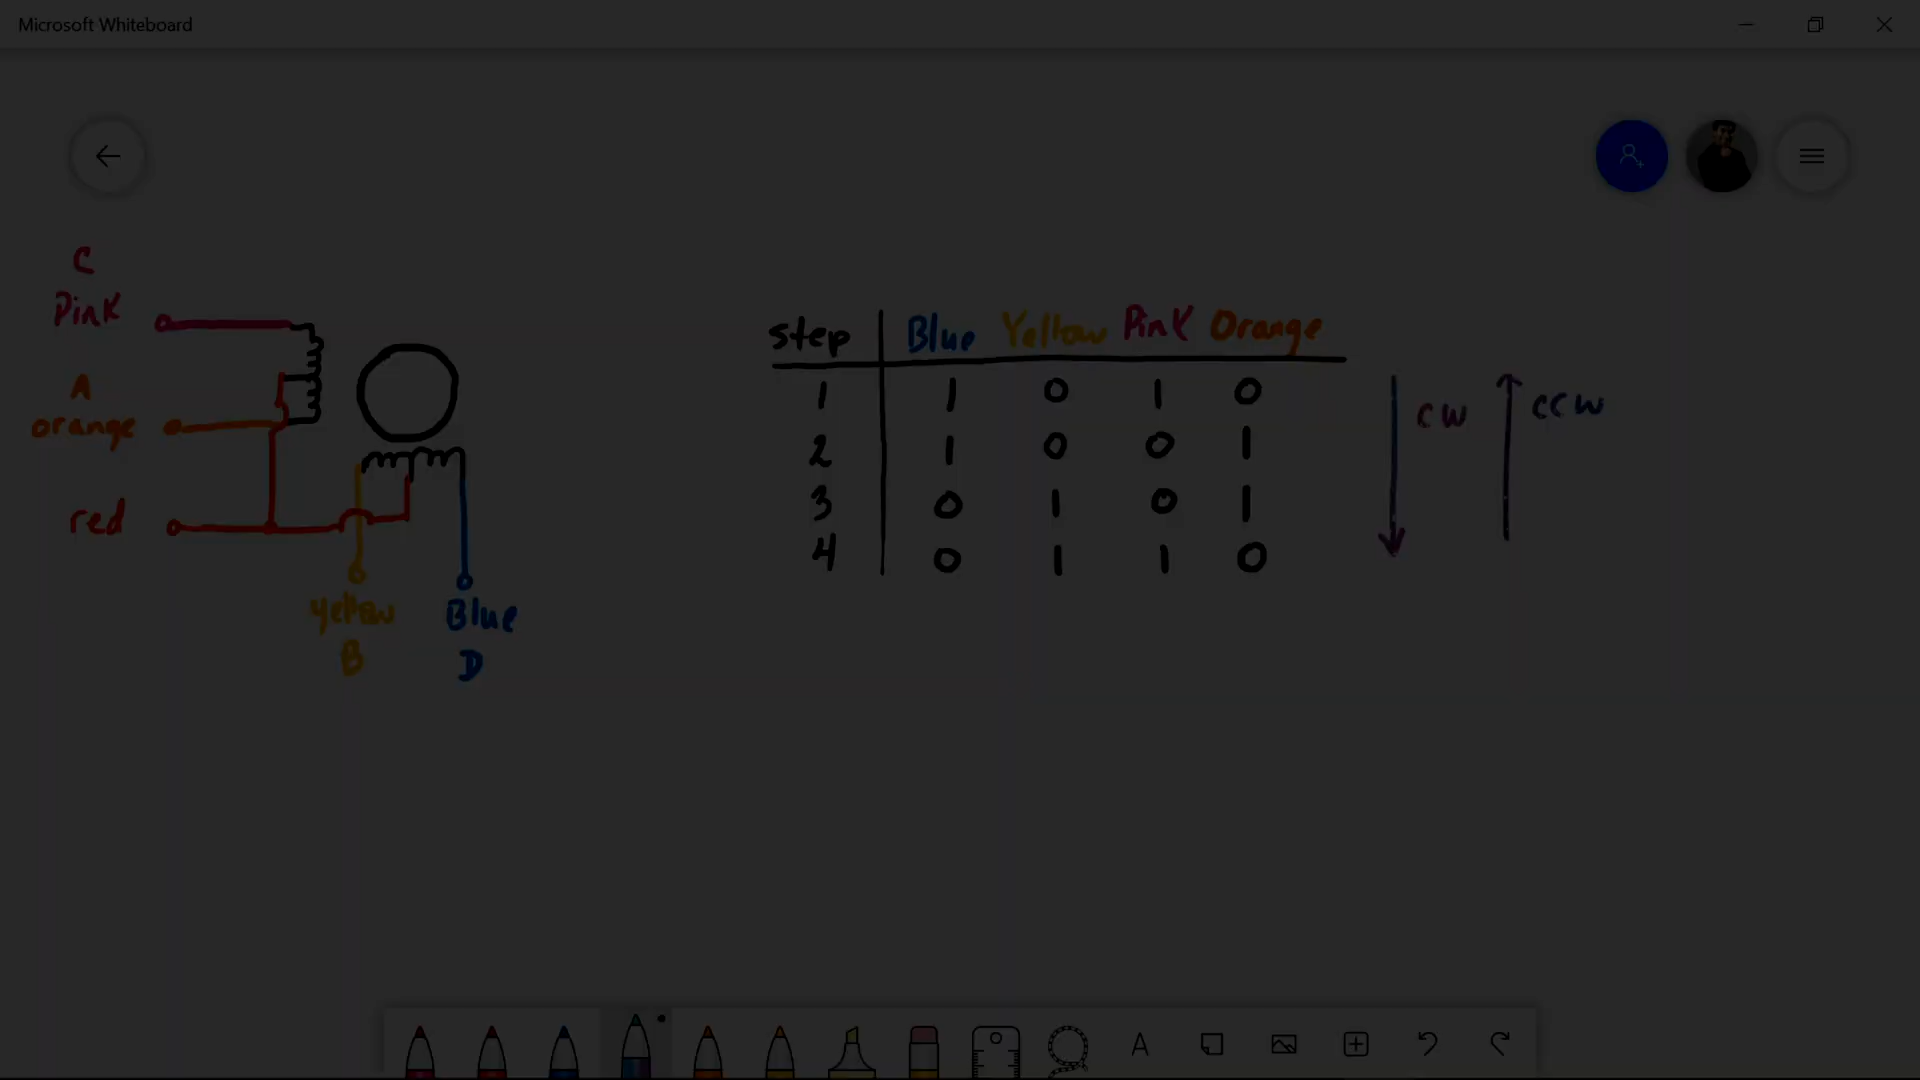 Microsoft Whiteboard
C
Pink
A
orange
red
yellow
B
Blue
D
step Blue Yellow Pink Orange
1 1 0 1 0
2 1 0 0 1
3 0 1 0 1
4 0 1 1 0
CW
CCW
A